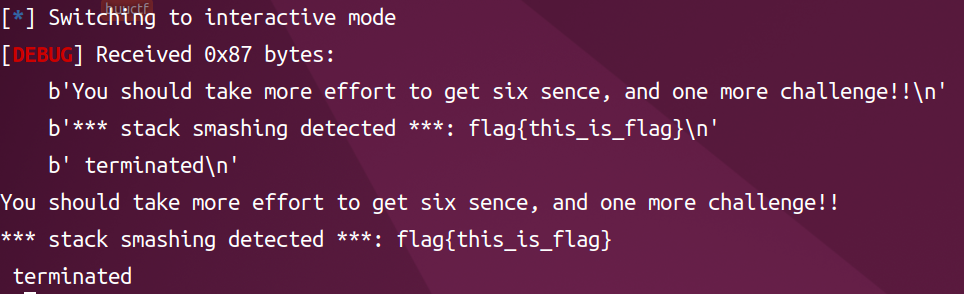 buuctf
[*] Switching to interactive mode
[DEBUG] Received 0x87 bytes:
    b'You should take more effort to get six sence, and one more challenge!!\n'
    b'*** stack smashing detected ***: flag{this_is_flag}\n'
    b' terminated\n'
You should take more effort to get six sence, and one more challenge!!
*** stack smashing detected ***: flag{this_is_flag}
 terminated